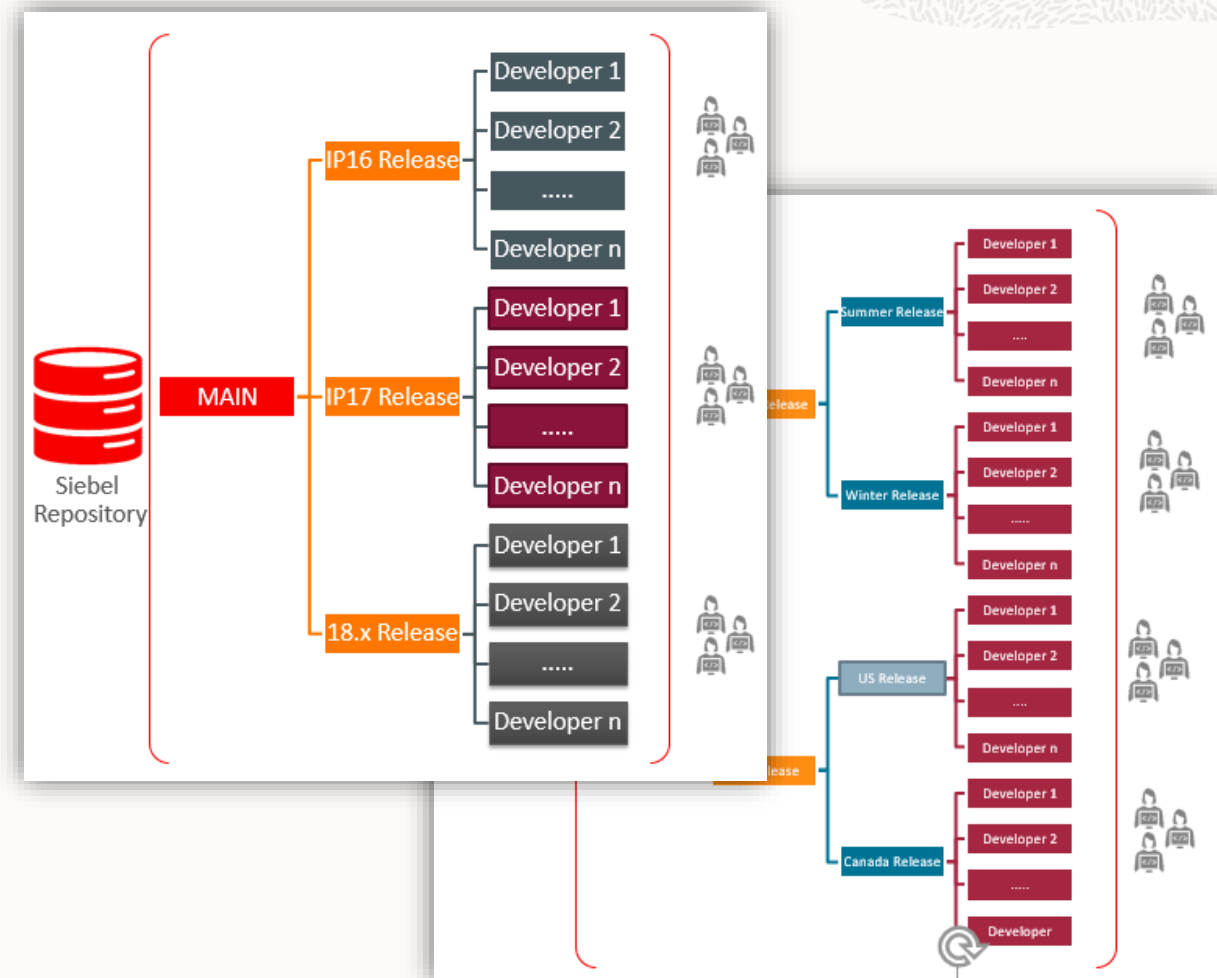 Developer 1
Developer 2
IP16 Release
.....
Developer n
Developer 1
Developer 2
MAIN
IP17 Release
.....
Developer n
Siebel
Repository
Developer 1
Developer 2
18.x Release
.....
Developer n
Developer 1
Developer 2
Summer Release
....
Developer n
elease
Developer 1
Developer 2
Winter Release
.....
Developer n
Developer 1
Developer 2
US Release
....
Developer n
lease
Developer 1
Developer 2
Canada Release
.....
Developer